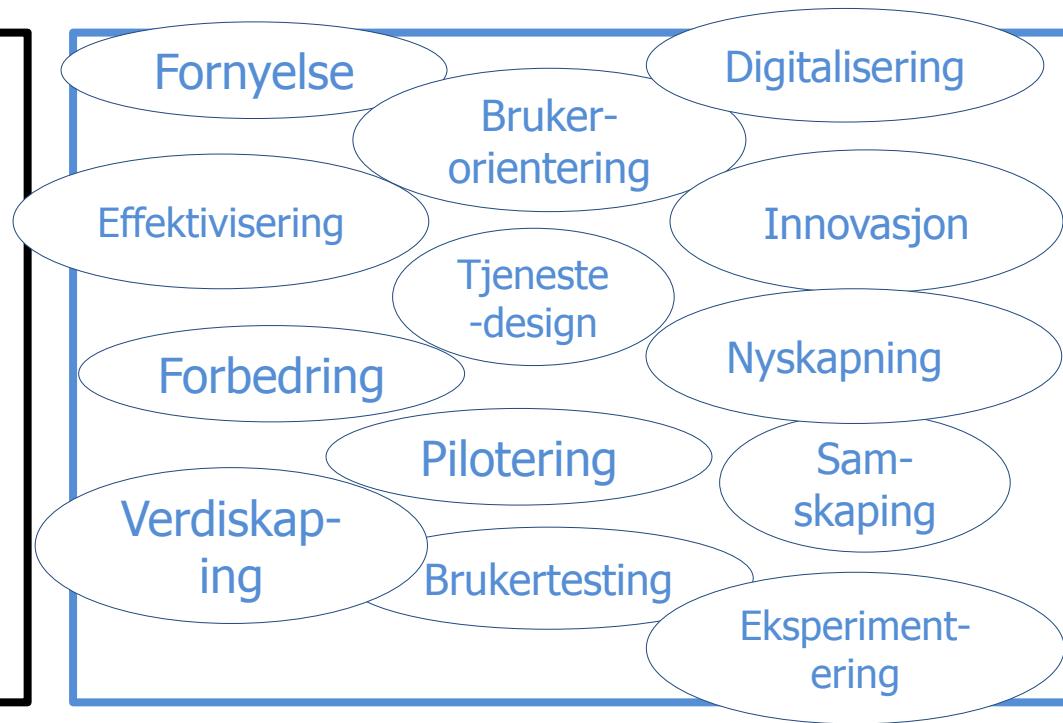 Fornyelse
Digitalisering
Bruker-
orientering
Effektivisering
Innovasjon
Tjeneste
-design
Nyskapning
Forbedring
Pilotering
Sam-
skaping
Verdiskap-
ing
Brukertesting
Eksperiment-
ering